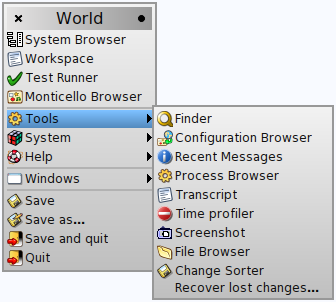 World
System Browser
Workspace
Test Runner
Monticello Browser
Tools
System
Help
Windows
Save
Save as...
Save and quit
Quit
Finder
Configuration Browser
Recent Messages
Process Browser
Transcript
Time profiler
Screenshot
File Browser
Change Sorter
Recover lost changes...